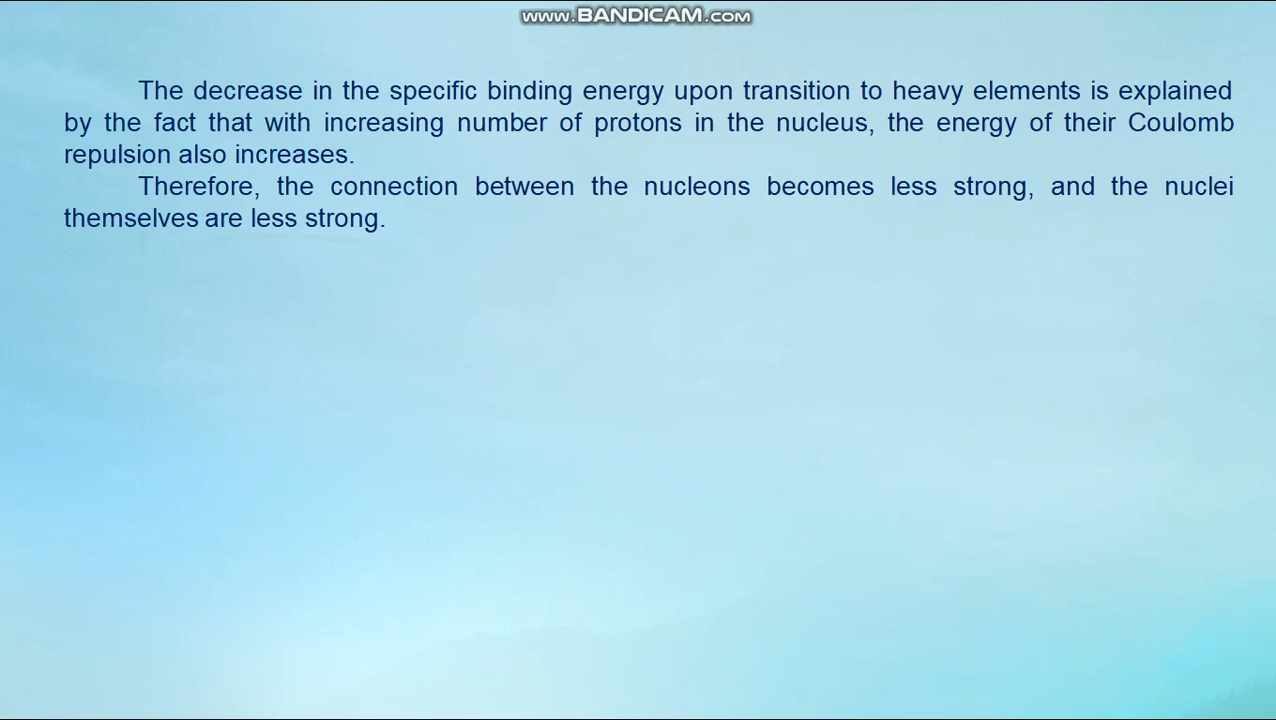 www.BANDICAM.com
The decrease in the specific binding energy upon transition to heavy elements is explained
by the fact that with increasing number of protons in the nucleus, the energy of their Coulomb
repulsion also increases.
Therefore, the connection between the nucleons becomes less strong, and the nuclei
themselves are less strong.